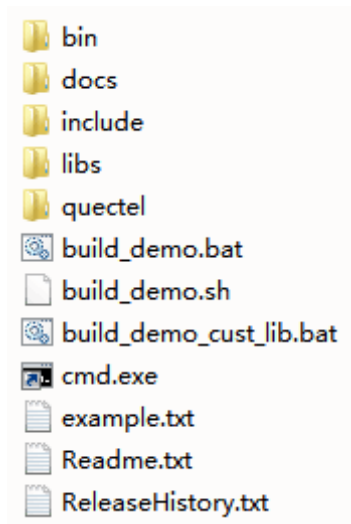 bin
docs
include
libs
quectel
build_demo.bat
build_demo.sh
build_demo_cust_lib.bat
cmd.exe
example.txt
Readme.txt
ReleaseHistory.txt